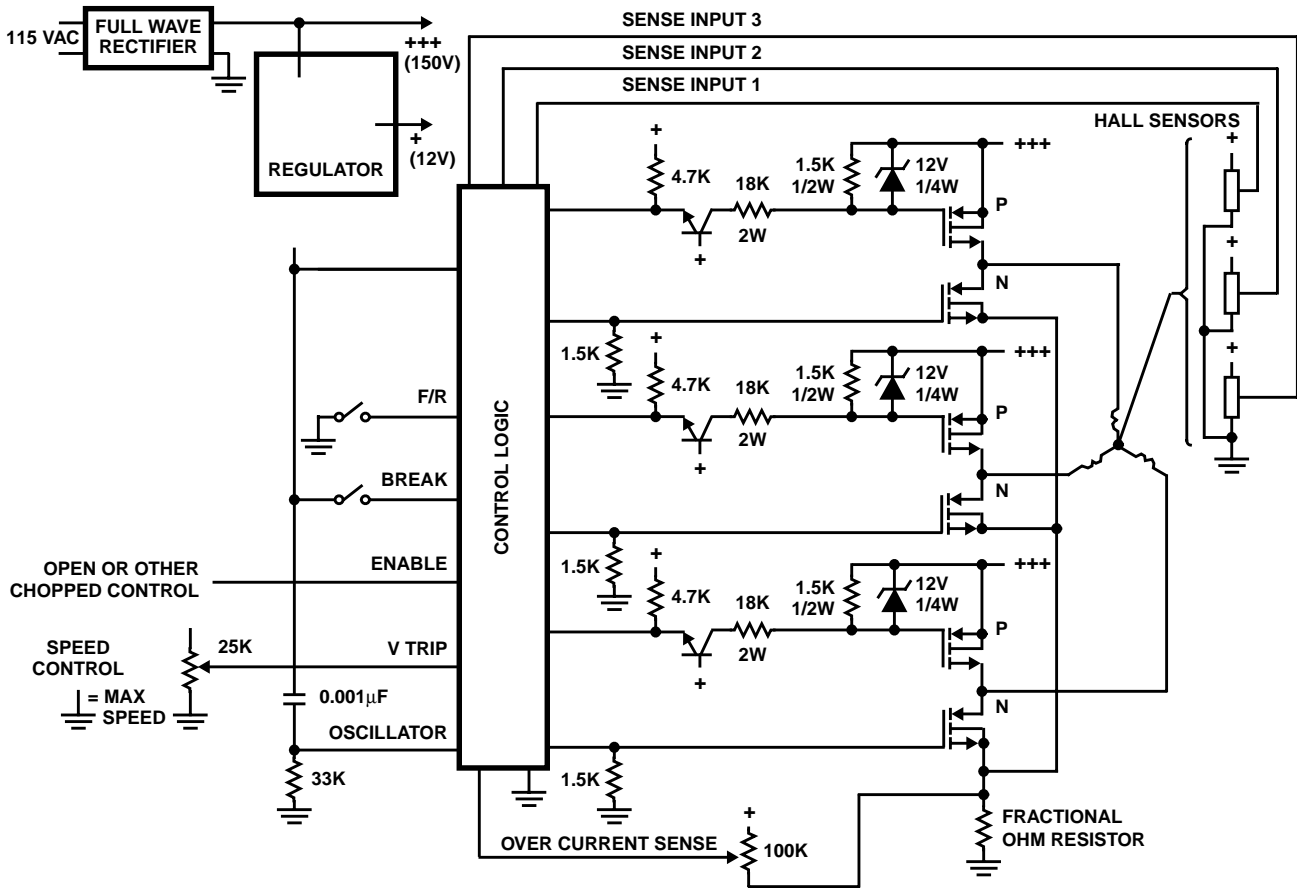 115 VAC
FULL WAVE
RECTIFIER
+++
(150V)
+
(12V)
REGULATOR
SENSE INPUT 3
SENSE INPUT 2
SENSE INPUT 1
HALL SENSORS
+
+
+
CONTROL LOGIC
+
4.7K
18K
2W
+
1.5K
1/2W
12V
1/4W
+++
P
N
1.5K
+
4.7K
18K
2W
+
1.5K
1/2W
12V
1/4W
+++
P
N
1.5K
+
4.7K
18K
2W
+
1.5K
1/2W
12V
1/4W
+++
P
N
1.5K
F/R
BREAK
OPEN OR OTHER
CHOPPED CONTROL
ENABLE
SPEED
CONTROL
25K
V TRIP
= MAX
SPEED
0.001μF
OSCILLATOR
33K
OVER CURRENT SENSE
+
100K
FRACTIONAL
OHM RESISTOR